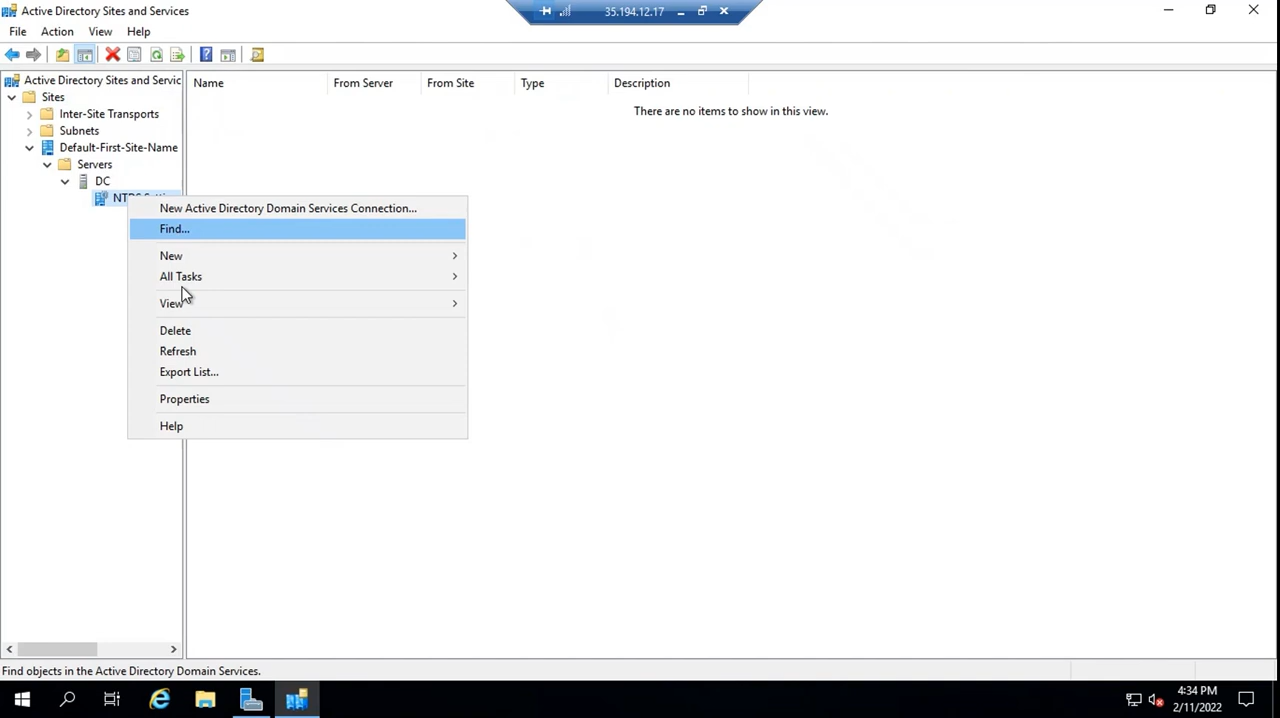 Active Directory Sites and Services
35.194.12.17
File Action View Help
Active Directory Sites and Servic
Sites
Inter-Site Transports
Subnets
Default-First-Site-Name
Servers
DC
Name From Server From Site Type Description
There are no items to show in this view.
New Active Directory Domain Services Connection...
Find...
New
All Tasks
View
Delete
Refresh
Export List...
Properties
Help
Find objects in the Active Directory Domain Services.
4:34 PM
2/11/2022